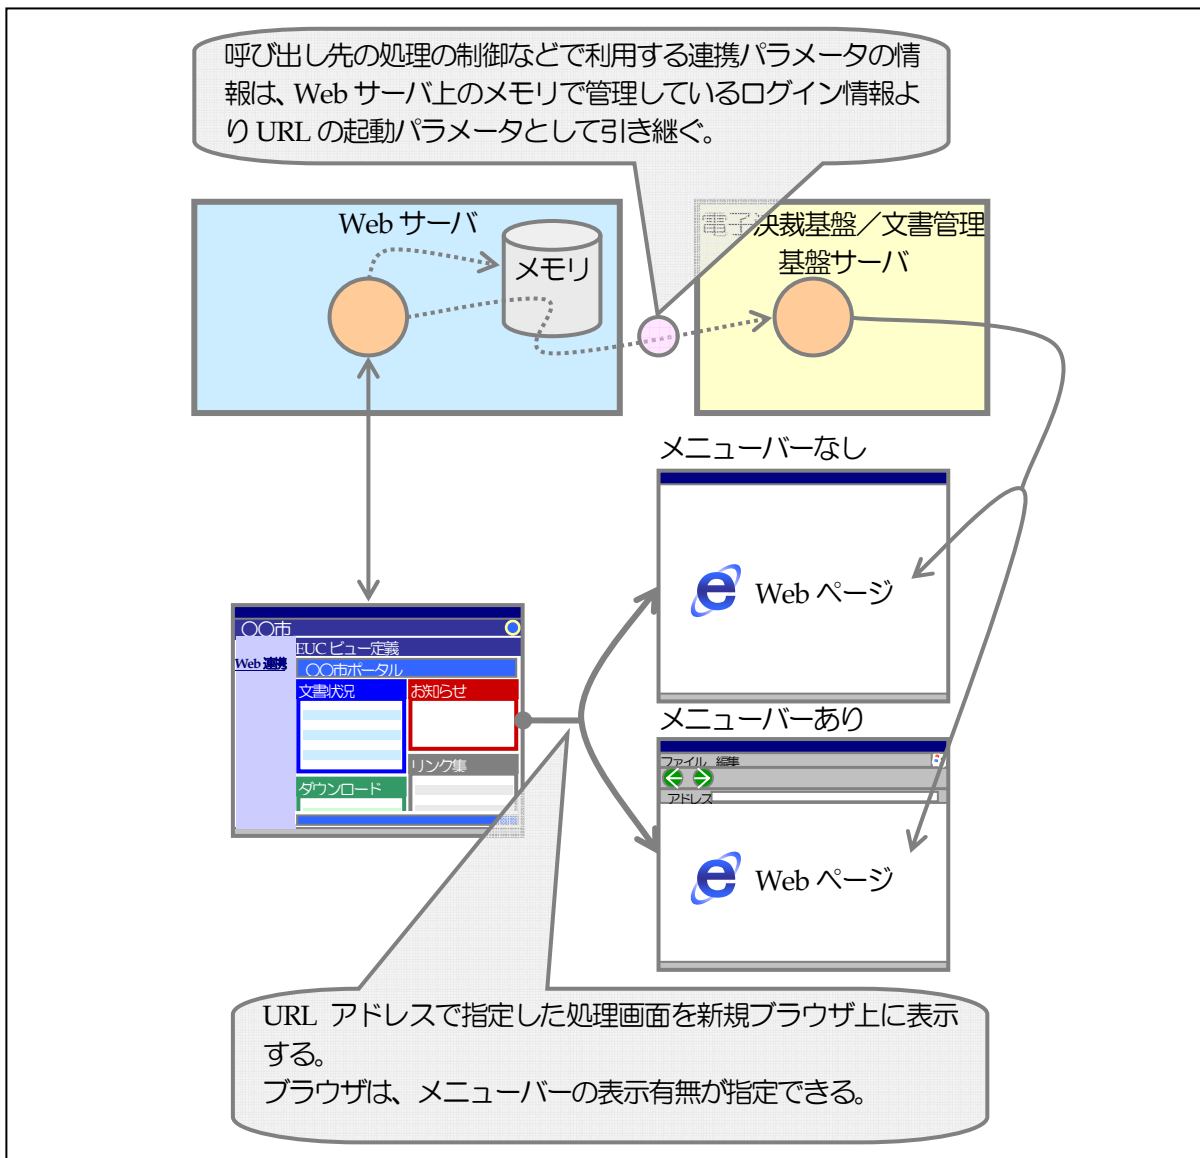 呼び出し先の処理の制御などで利用する連携パラメータの情
報は、Web サーバ上のメモリで管理しているログイン情報よ
り URL の起動パラメータとして引き継ぐ。
Web サーバ
メモリ
電子決裁基盤／文書管理
基盤サーバ
メニューバーなし
Web ページ
〇〇市
EUC ビュー定義
Web 連携
〇〇市ポータル
文書状況
お知らせ
リンク集
ダウンロード
メニューバーあり
ファイル 編集
アドレス
Web ページ
URL アドレスで指定した処理画面を新規ブラウザ上に表示
する。
ブラウザは、メニューバーの表示有無が指定できる。